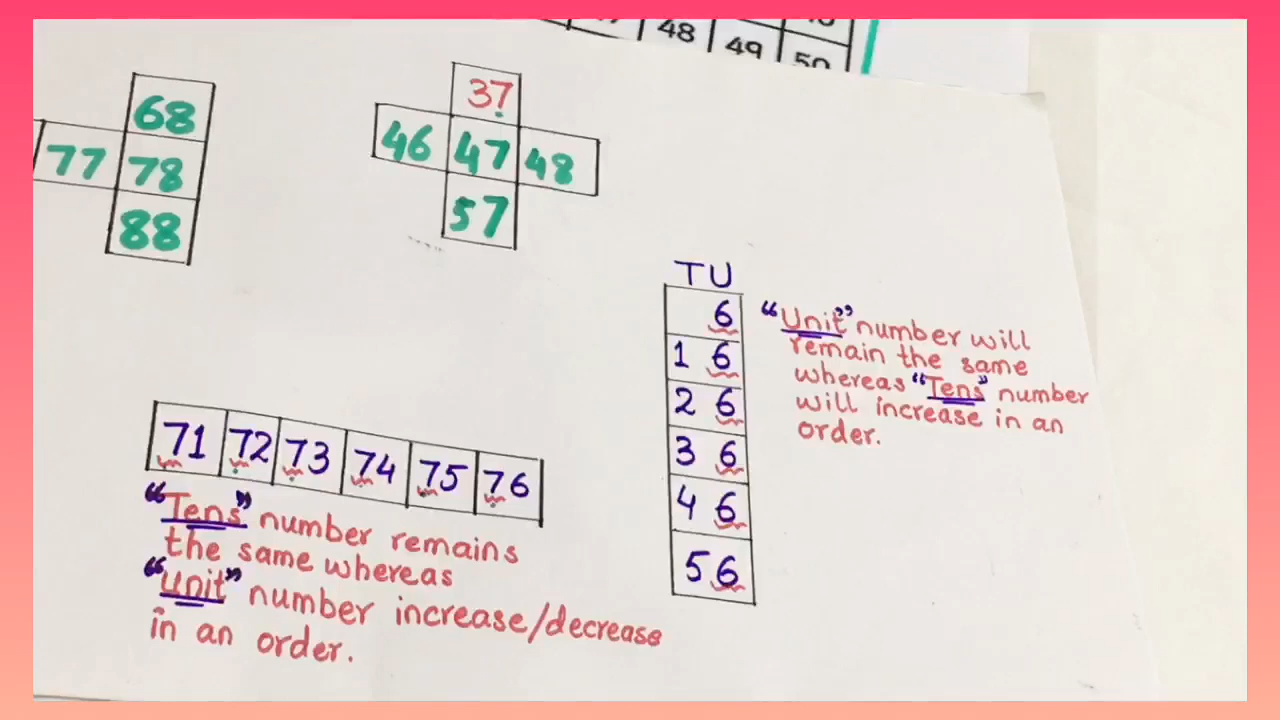 48 49 50
68
77 78
88
37
46 47 48
57
T U
6
1 6
2 6
3 6
4 6
5 6
"Unit" number will
remain the same
whereas "Tens" number
will increase in an
order.
71 72 73 74 75 76
"Tens" number remains
the same whereas
"unit" number increase/decrease
in an order.